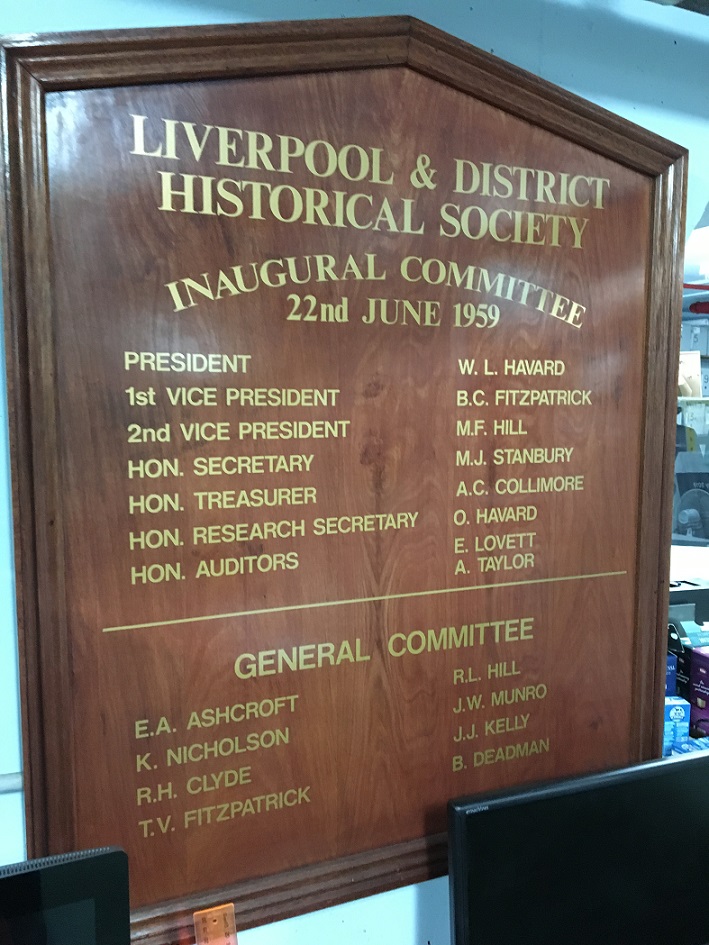 LIVERPOOL & DISTRICT
HISTORICAL SOCIETY
INAUGURAL COMMITTEE
22nd JUNE 1959
PRESIDENT W. L. HAVARD
1st VICE PRESIDENT B.C. FITZPATRICK
2nd VICE PRESIDENT M.F. HILL
HON. SECRETARY M.J. STANBURY
HON. TREASURER A.C. COLLIMORE
HON. RESEARCH SECRETARY O. HAVARD
HON. AUDITORS E. LOVETT
A. TAYLOR
GENERAL COMMITTEE
E.A. ASHCROFT R.L. HILL
K. NICHOLSON J.W. MUNRO
R.H. CLYDE J.J. KELLY
T.V. FITZPATRICK B. DEADMAN